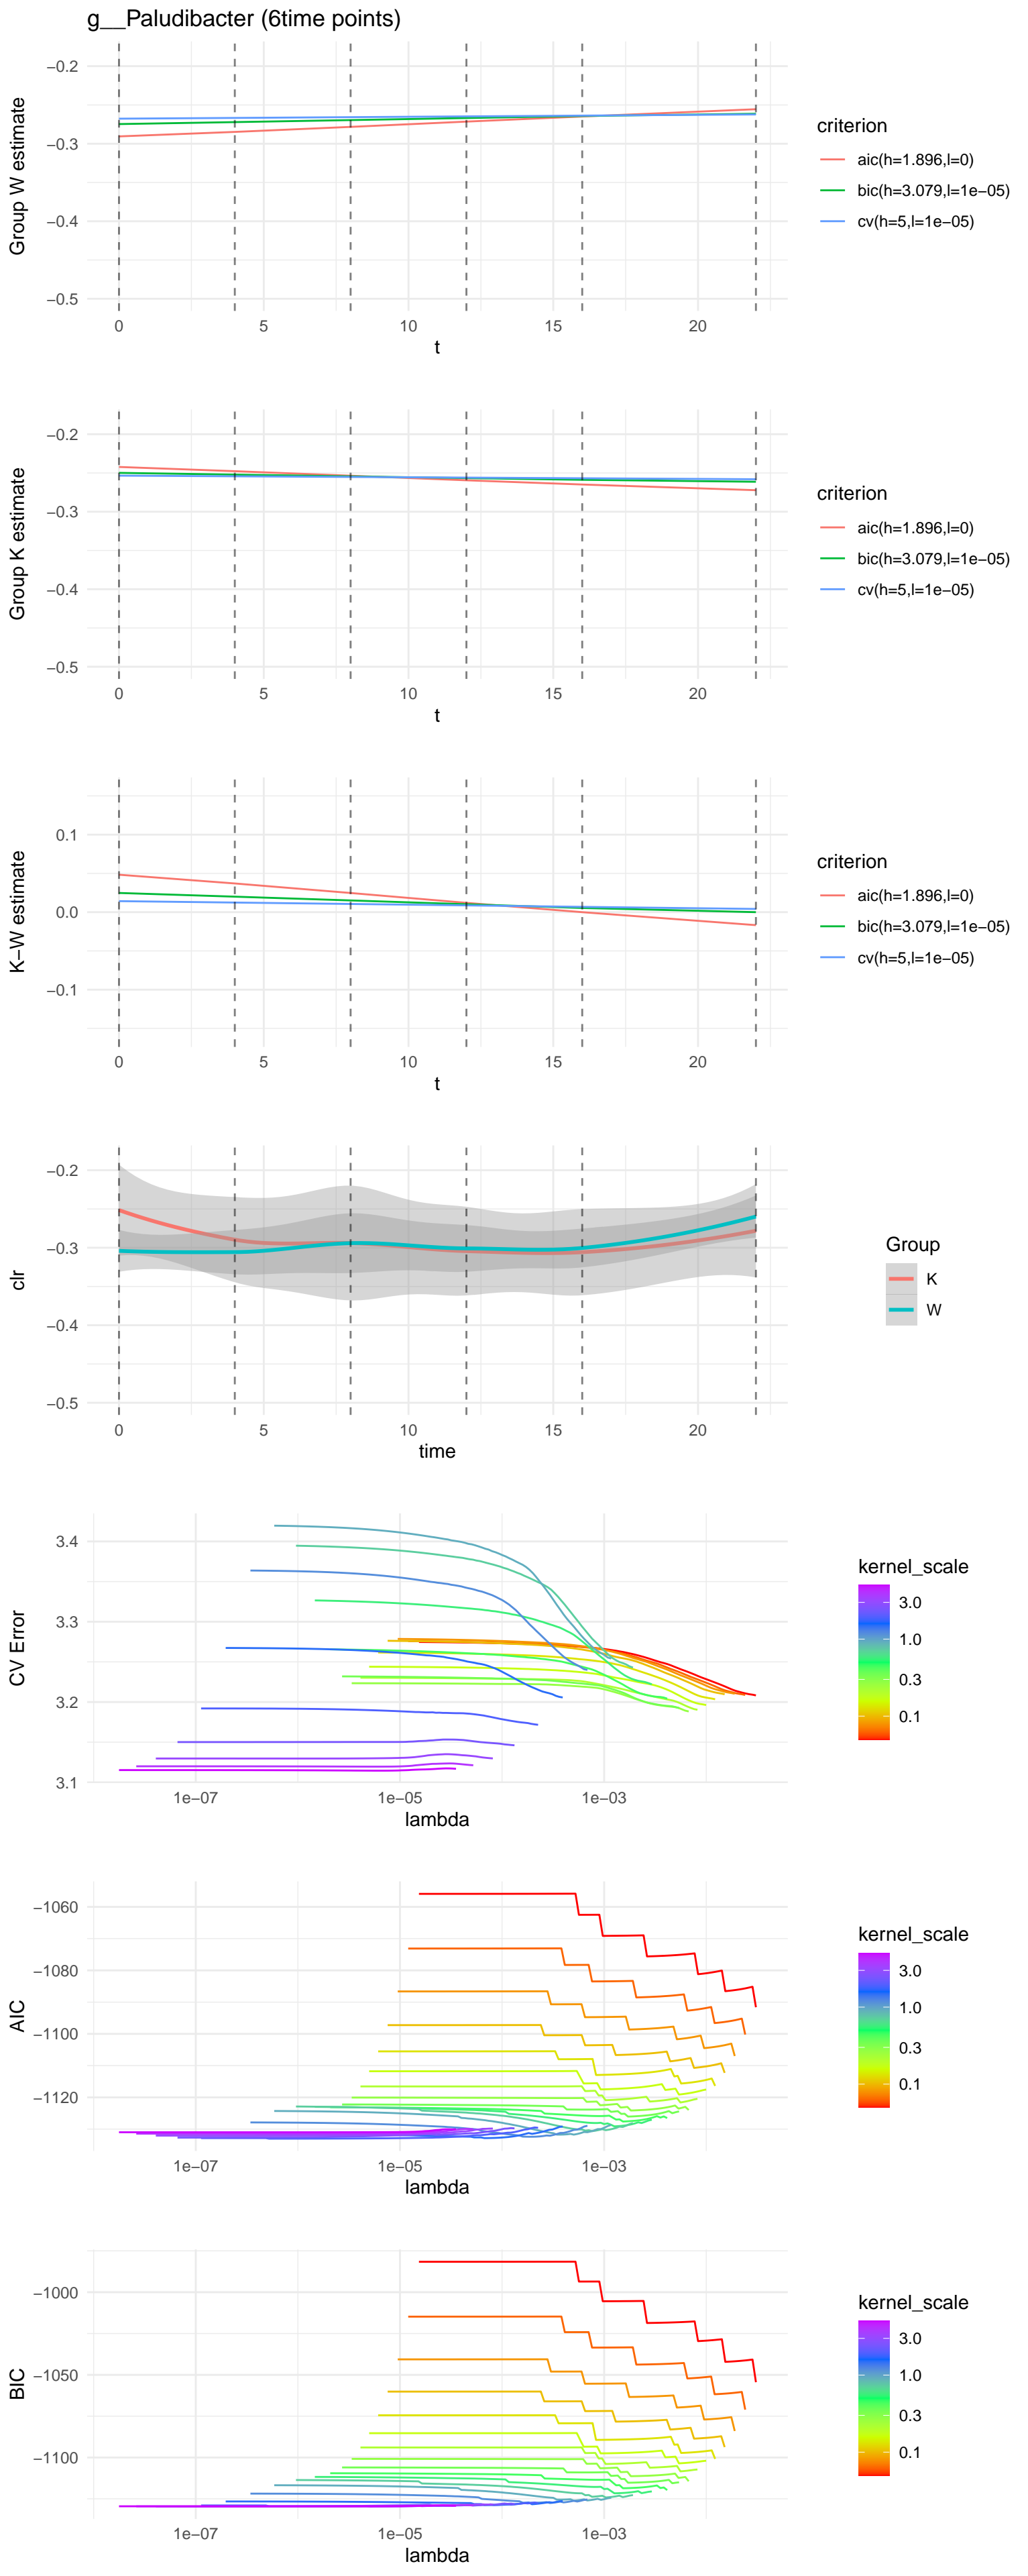 g__Paludibacter (6time points)
Group W estimate
−0.2
−0.3
−0.4
−0.5
0 5 10 15 20
t
criterion
aic(h=1.896,l=0)
bic(h=3.079,l=1e−05)
cv(h=5,l=1e−05)
Group K estimate
−0.2
−0.3
−0.4
−0.5
0 5 10 15 20
t
criterion
aic(h=1.896,l=0)
bic(h=3.079,l=1e−05)
cv(h=5,l=1e−05)
K−W estimate
0.1
0.0
−0.1
0 5 10 15 20
t
criterion
aic(h=1.896,l=0)
bic(h=3.079,l=1e−05)
cv(h=5,l=1e−05)
clr
−0.2
−0.3
−0.4
−0.5
0 5 10 15 20
time
Group
K
W
CV Error
3.4
3.3
3.2
3.1
1e−07 1e−05 1e−03
lambda
kernel_scale
3.0
1.0
0.3
0.1
AIC
−1060
−1080
−1100
−1120
1e−07 1e−05 1e−03
lambda
kernel_scale
3.0
1.0
0.3
0.1
BIC
−1000
−1050
−1100
1e−07 1e−05 1e−03
lambda
kernel_scale
3.0
1.0
0.3
0.1